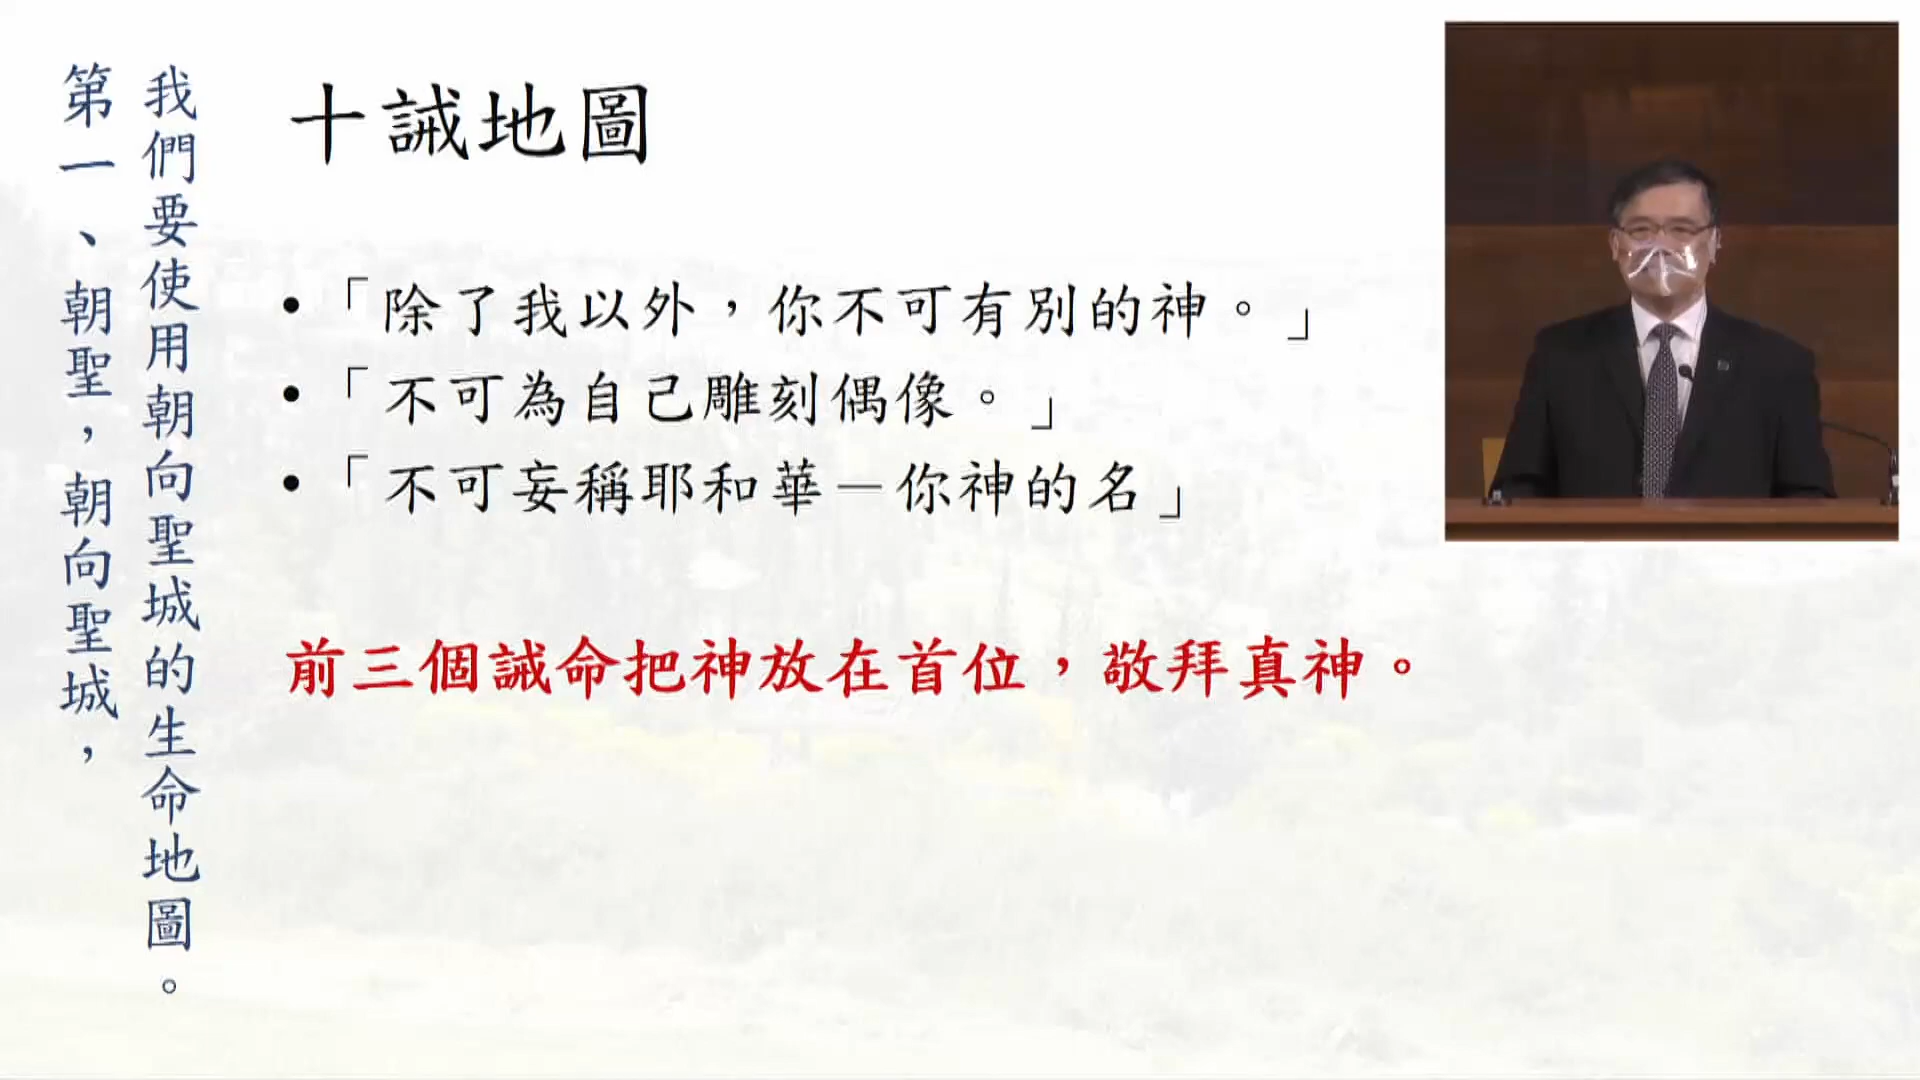 第一、朝聖，朝向聖城，
我們要使用朝向聖城的生命地圖。
十誡地圖
•「除了我以外，你不可有別的神。」
•「不可為自己雕刻偶像。」
•「不可妄稱耶和華－你神的名」
前三個誡命把神放在首位，敬拜真神。